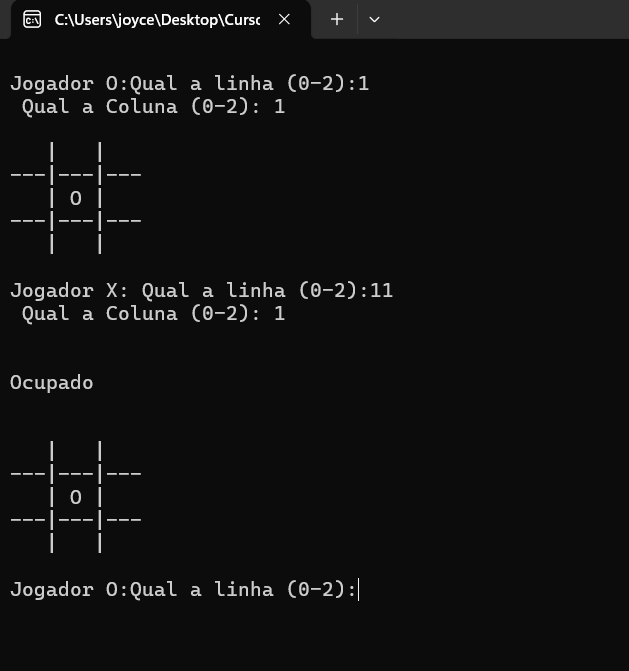 C:\Users\joyce\Desktop\Curso
Jogador O:Qual a linha (0-2):1
 Qual a Coluna (0-2): 1
   |   |
---|---|---
   | O |
---|---|---
   |   |
Jogador X: Qual a linha (0-2):11
 Qual a Coluna (0-2): 1
Ocupado
   |   |
---|---|---
   | O |
---|---|---
   |   |
Jogador O:Qual a linha (0-2):